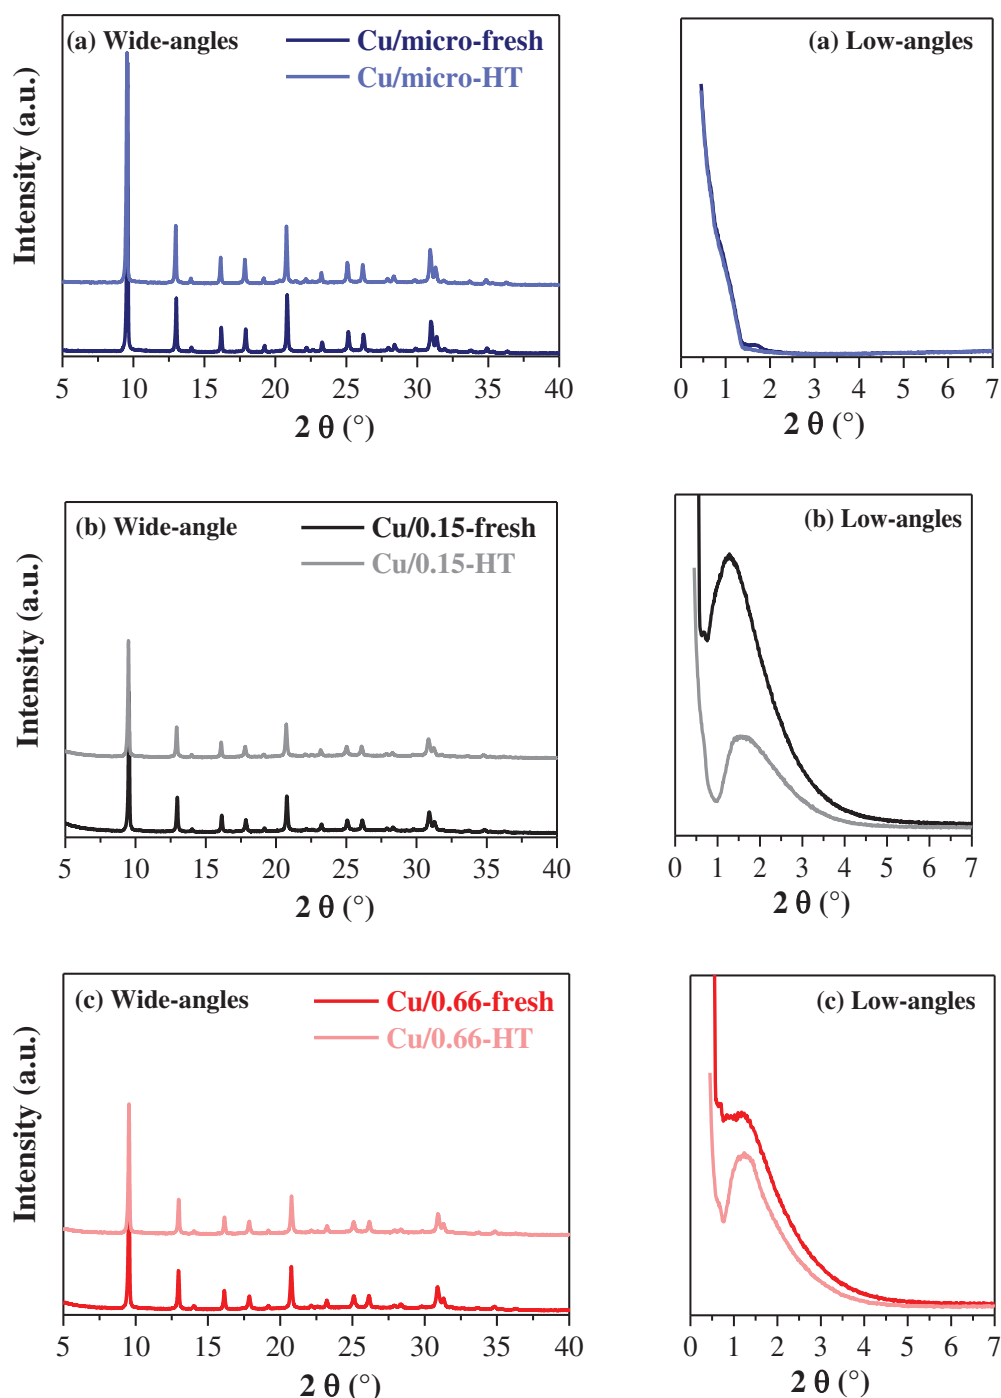 (a) Wide-angles
Cu/micro-fresh
Cu/micro-HT
Intensity (a.u.)
5 10 15 20 25 30 35 40
2 θ (°)
(a) Low-angles
0 1 2 3 4 5 6 7
2 θ (°)
(b) Wide-angle
Cu/0.15-fresh
Cu/0.15-HT
Intensity (a.u.)
5 10 15 20 25 30 35 40
2 θ (°)
(b) Low-angles
0 1 2 3 4 5 6 7
2 θ (°)
(c) Wide-angles
Cu/0.66-fresh
Cu/0.66-HT
Intensity (a.u.)
5 10 15 20 25 30 35 40
2 θ (°)
(c) Low-angles
0 1 2 3 4 5 6 7
2 θ (°)